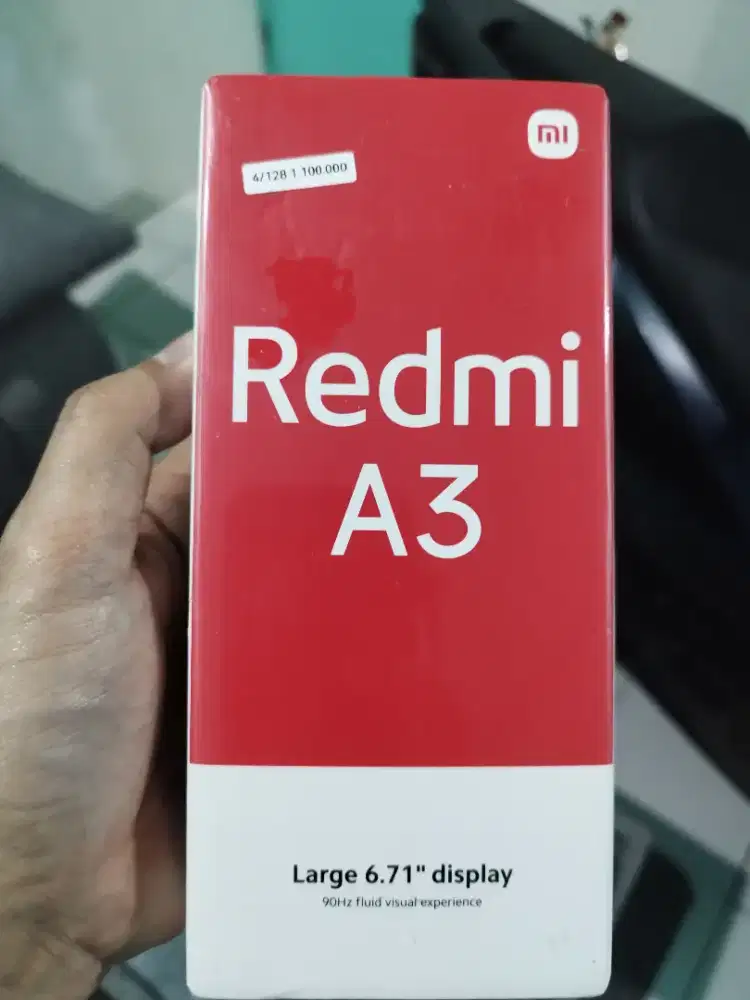 mi
4/128 1 100.000
Redmi
A3
Large 6.71" display
90Hz fluid visual experience